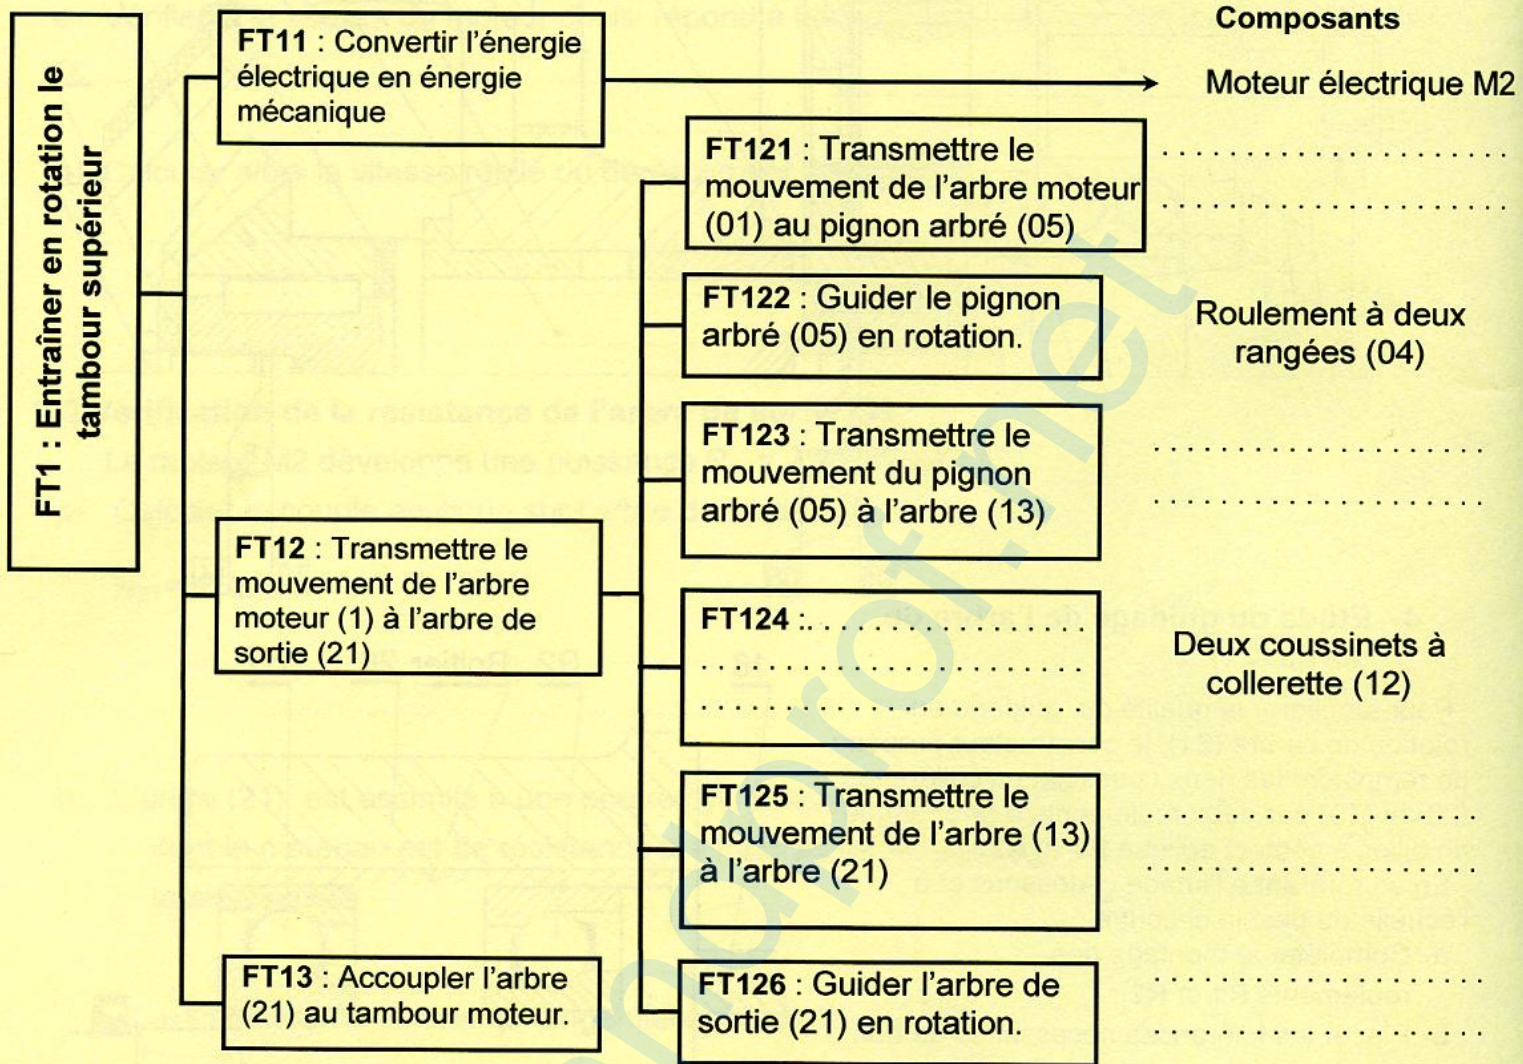 Composants
FT1 : Entraîner en rotation le
tambour supérieur
FT11 : Convertir l'énergie
électrique en énergie
mécanique
Moteur électrique M2
FT12 : Transmettre le
mouvement de l'arbre
moteur (1) à l'arbre de
sortie (21)
FT121 : Transmettre le
mouvement de l'arbre moteur
(01) au pignon arbré (05)
. . . . . . . . . . . . . . . . . . . . .
. . . . . . . . . . . . . . . . . . . . .
FT122 : Guider le pignon
arbré (05) en rotation.
Roulement à deux
rangées (04)
FT123 : Transmettre le
mouvement du pignon
arbré (05) à l'arbre (13)
. . . . . . . . . . . . . . . . . . . .
. . . . . . . . . . . . . . . . . . . .
FT124 :. . . . . . . . . . . . . . . . .
. . . . . . . . . . . . . . . . . . . . . .
. . . . . . . . . . . . . . . . . . . . . .
Deux coussinets à
collerette (12)
FT125 : Transmettre le
mouvement de l'arbre (13)
à l'arbre (21)
. . . . . . . . . . . . . . . . . . . .
. . . . . . . . . . . . . . . . . . . .
FT126 : Guider l'arbre de
sortie (21) en rotation.
. . . . . . . . . . . . . . . . . . . .
. . . . . . . . . . . . . . . . . . . .
FT13 : Accoupler l'arbre
(21) au tambour moteur.